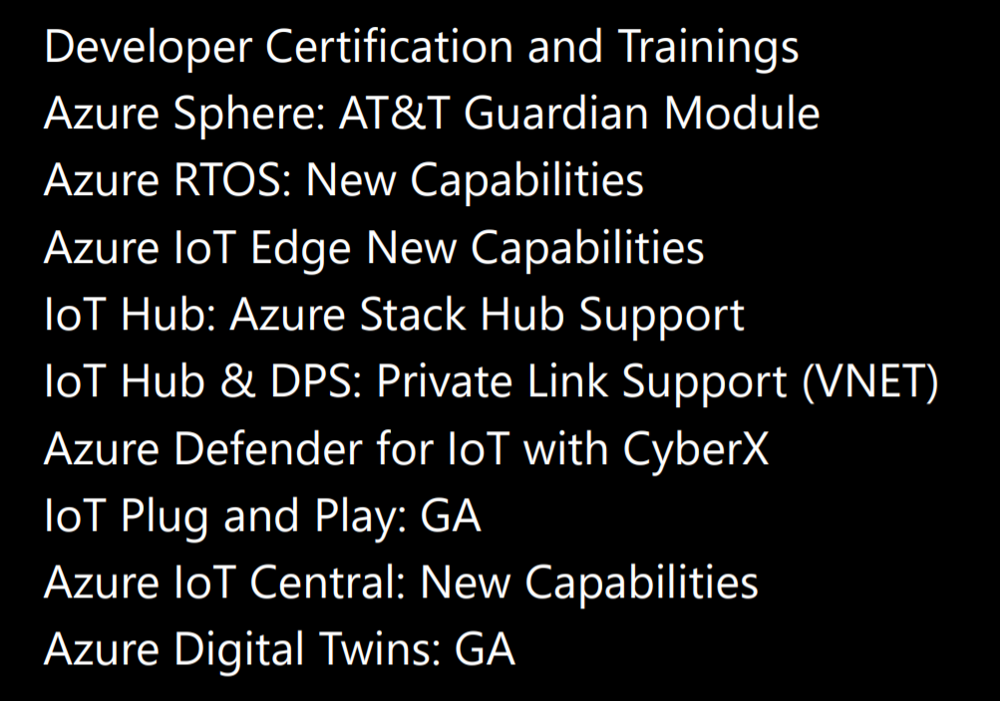 Developer Certification and Trainings
Azure Sphere: AT&T Guardian Module
Azure RTOS: New Capabilities
Azure IoT Edge New Capabilities
IoT Hub: Azure Stack Hub Support
IoT Hub & DPS: Private Link Support (VNET)
Azure Defender for IoT with CyberX
IoT Plug and Play: GA
Azure IoT Central: New Capabilities
Azure Digital Twins: GA